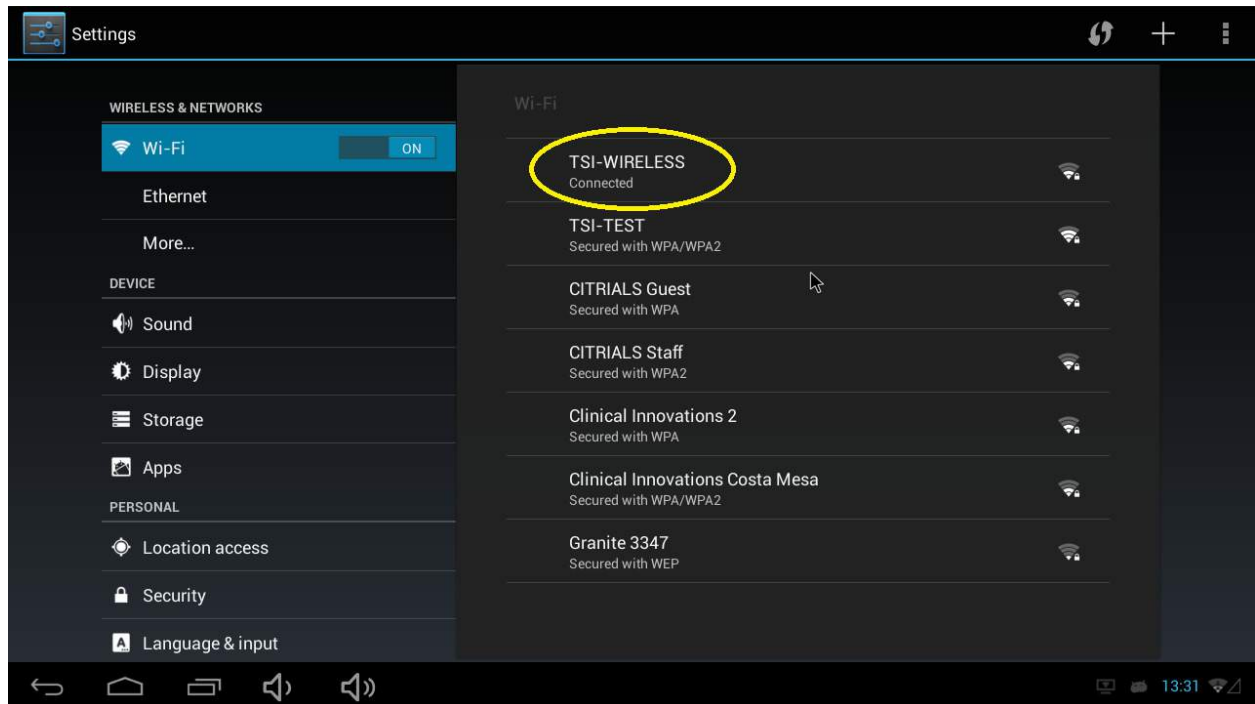 Settings
WIRELESS & NETWORKS
Wi-Fi
ON
Ethernet
More...
DEVICE
Sound
Display
Storage
Apps
PERSONAL
Location access
Security
A
Language & input
Wi-Fi
TSI-WIRELESS
Connected
TSI-TEST
Secured with WPA/WPA2
CITRIALS Guest
Secured with WPA
CITRIALS Staff
Secured with WPA2
Clinical Innovations 2
Secured with WPA
Clinical Innovations Costa Mesa
Secured with WPA/WPA2
Granite 3347
Secured with WEP
13:31